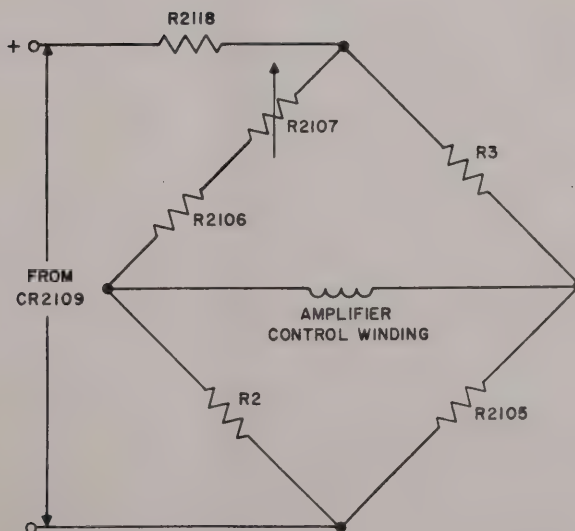 R2118
+
R2107
R3
R2106
FROM
CR2109
AMPLIFIER
CONTROL WINDING
R2
R2105